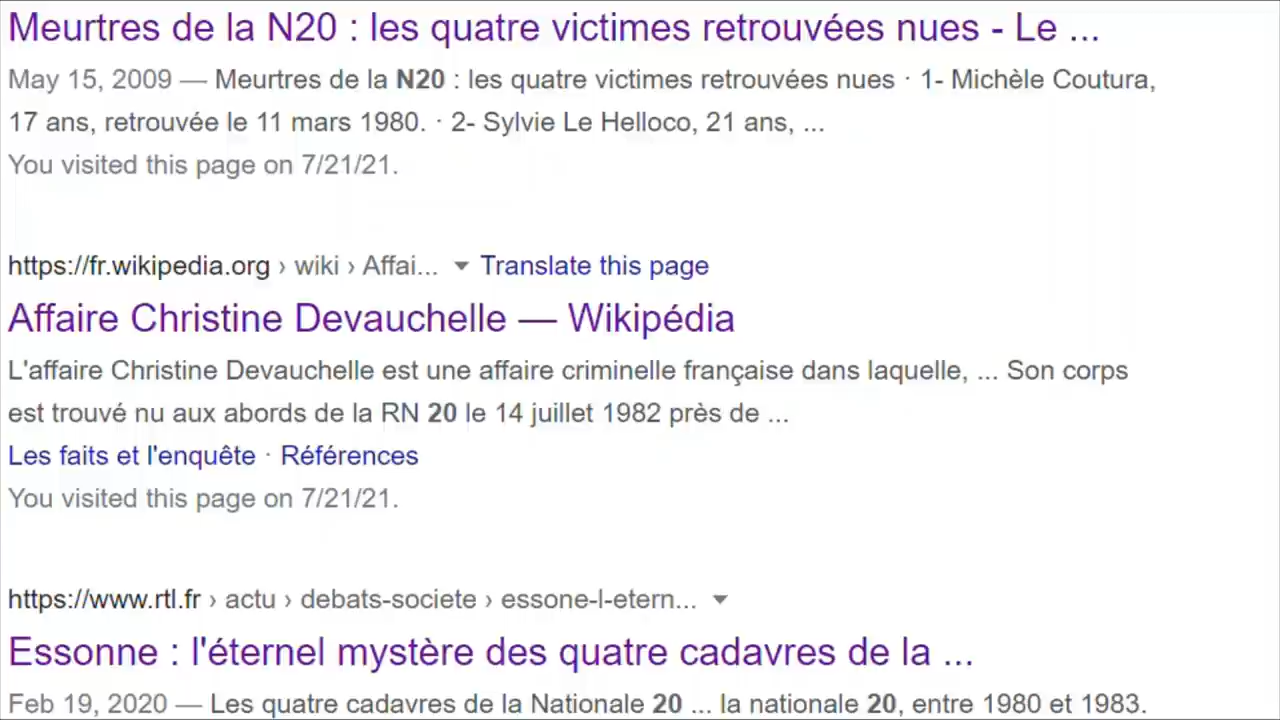 Meurtres de la N20 : les quatre victimes retrouvées nues - Le ...
May 15, 2009 — Meurtres de la N20 : les quatre victimes retrouvées nues · 1- Michèle Coutura,
17 ans, retrouvée le 11 mars 1980. · 2- Sylvie Le Helloco, 21 ans, ...
You visited this page on 7/21/21.
https://fr.wikipedia.org › wiki › Affai... Translate this page
Affaire Christine Devauchelle — Wikipédia
L'affaire Christine Devauchelle est une affaire criminelle française dans laquelle, ... Son corps
est trouvé nu aux abords de la RN 20 le 14 juillet 1982 près de ...
Les faits et l'enquête · Références
You visited this page on 7/21/21.
https://www.rtl.fr › actu › debats-societe › essone-l-etern...
Essonne : l'éternel mystère des quatre cadavres de la ...
Feb 19, 2020 — Les quatre cadavres de la Nationale 20 ... la nationale 20, entre 1980 et 1983.